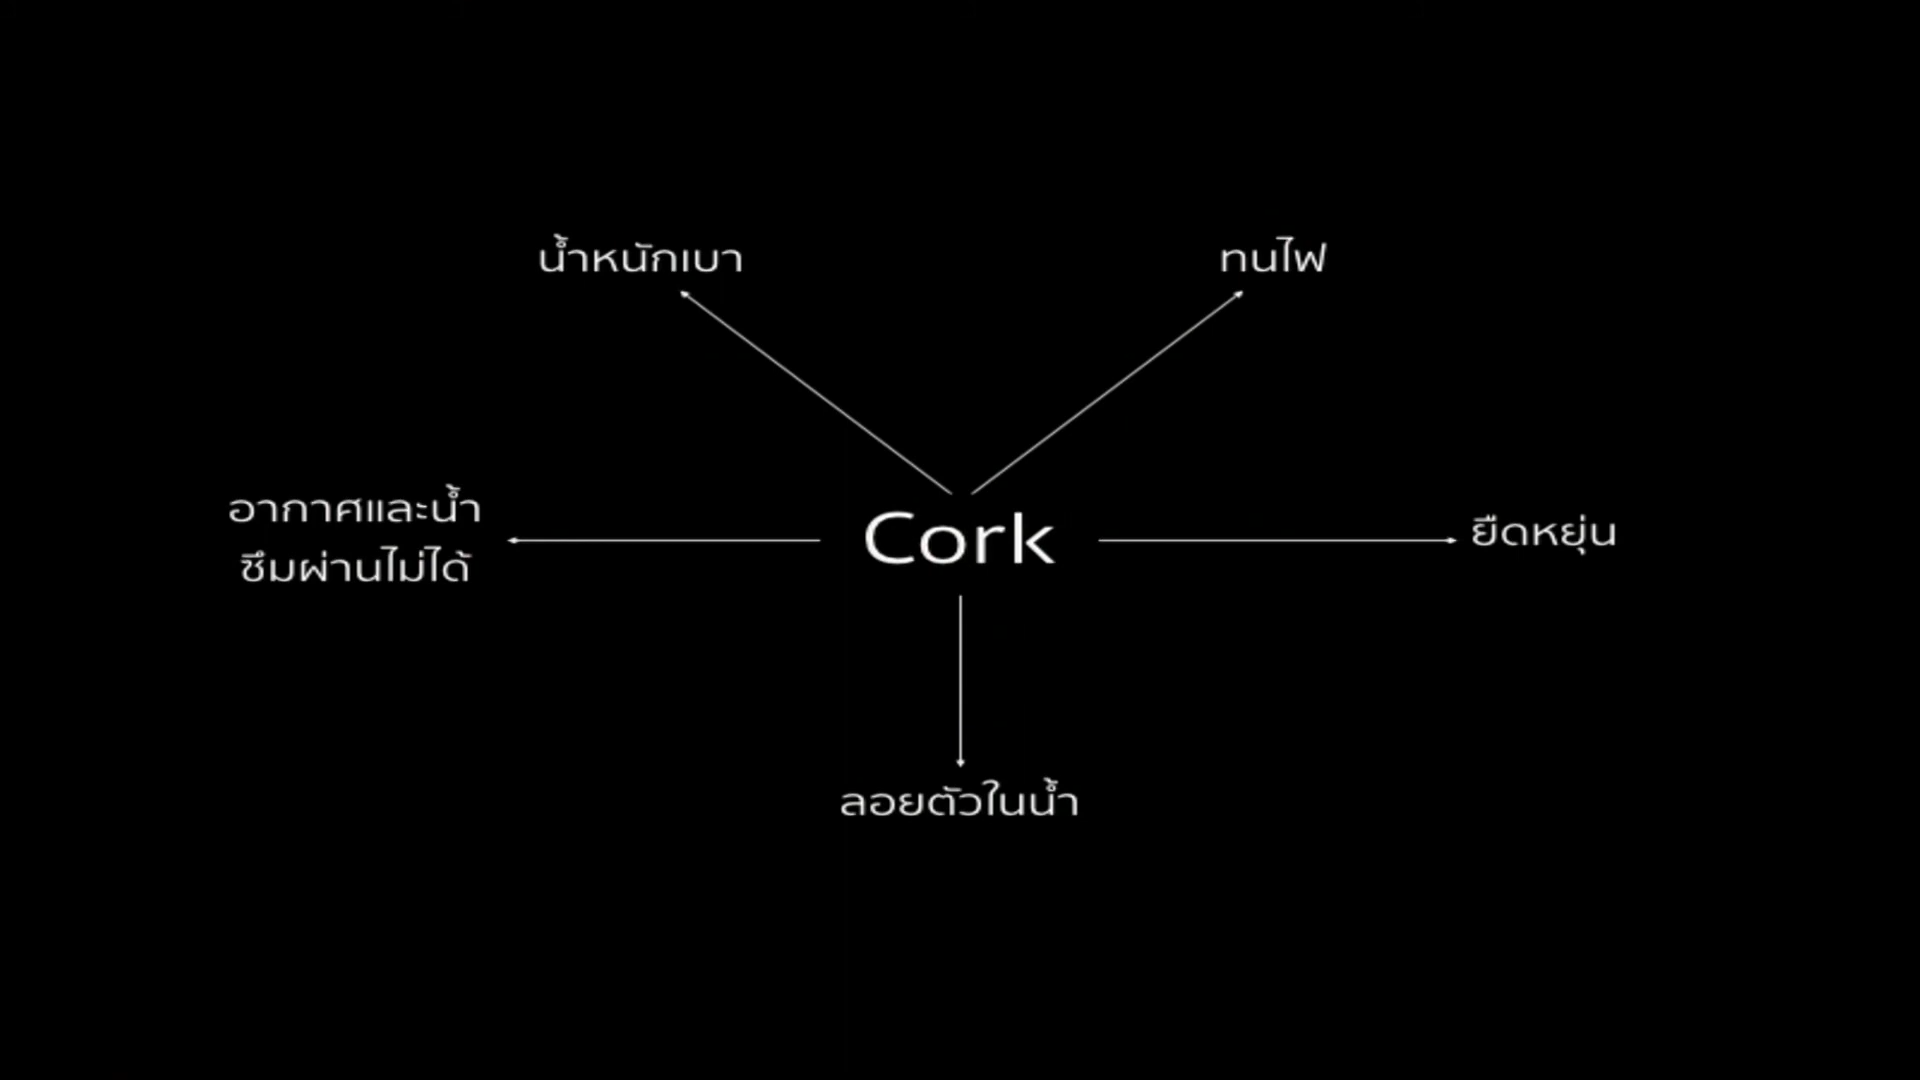 น้ำหนักเบา
ทนไฟ
อากาศและน้ำ
ซึมผ่านไม่ได้
Cork
ยืดหยุ่น
ลอยตัวในน้ำ